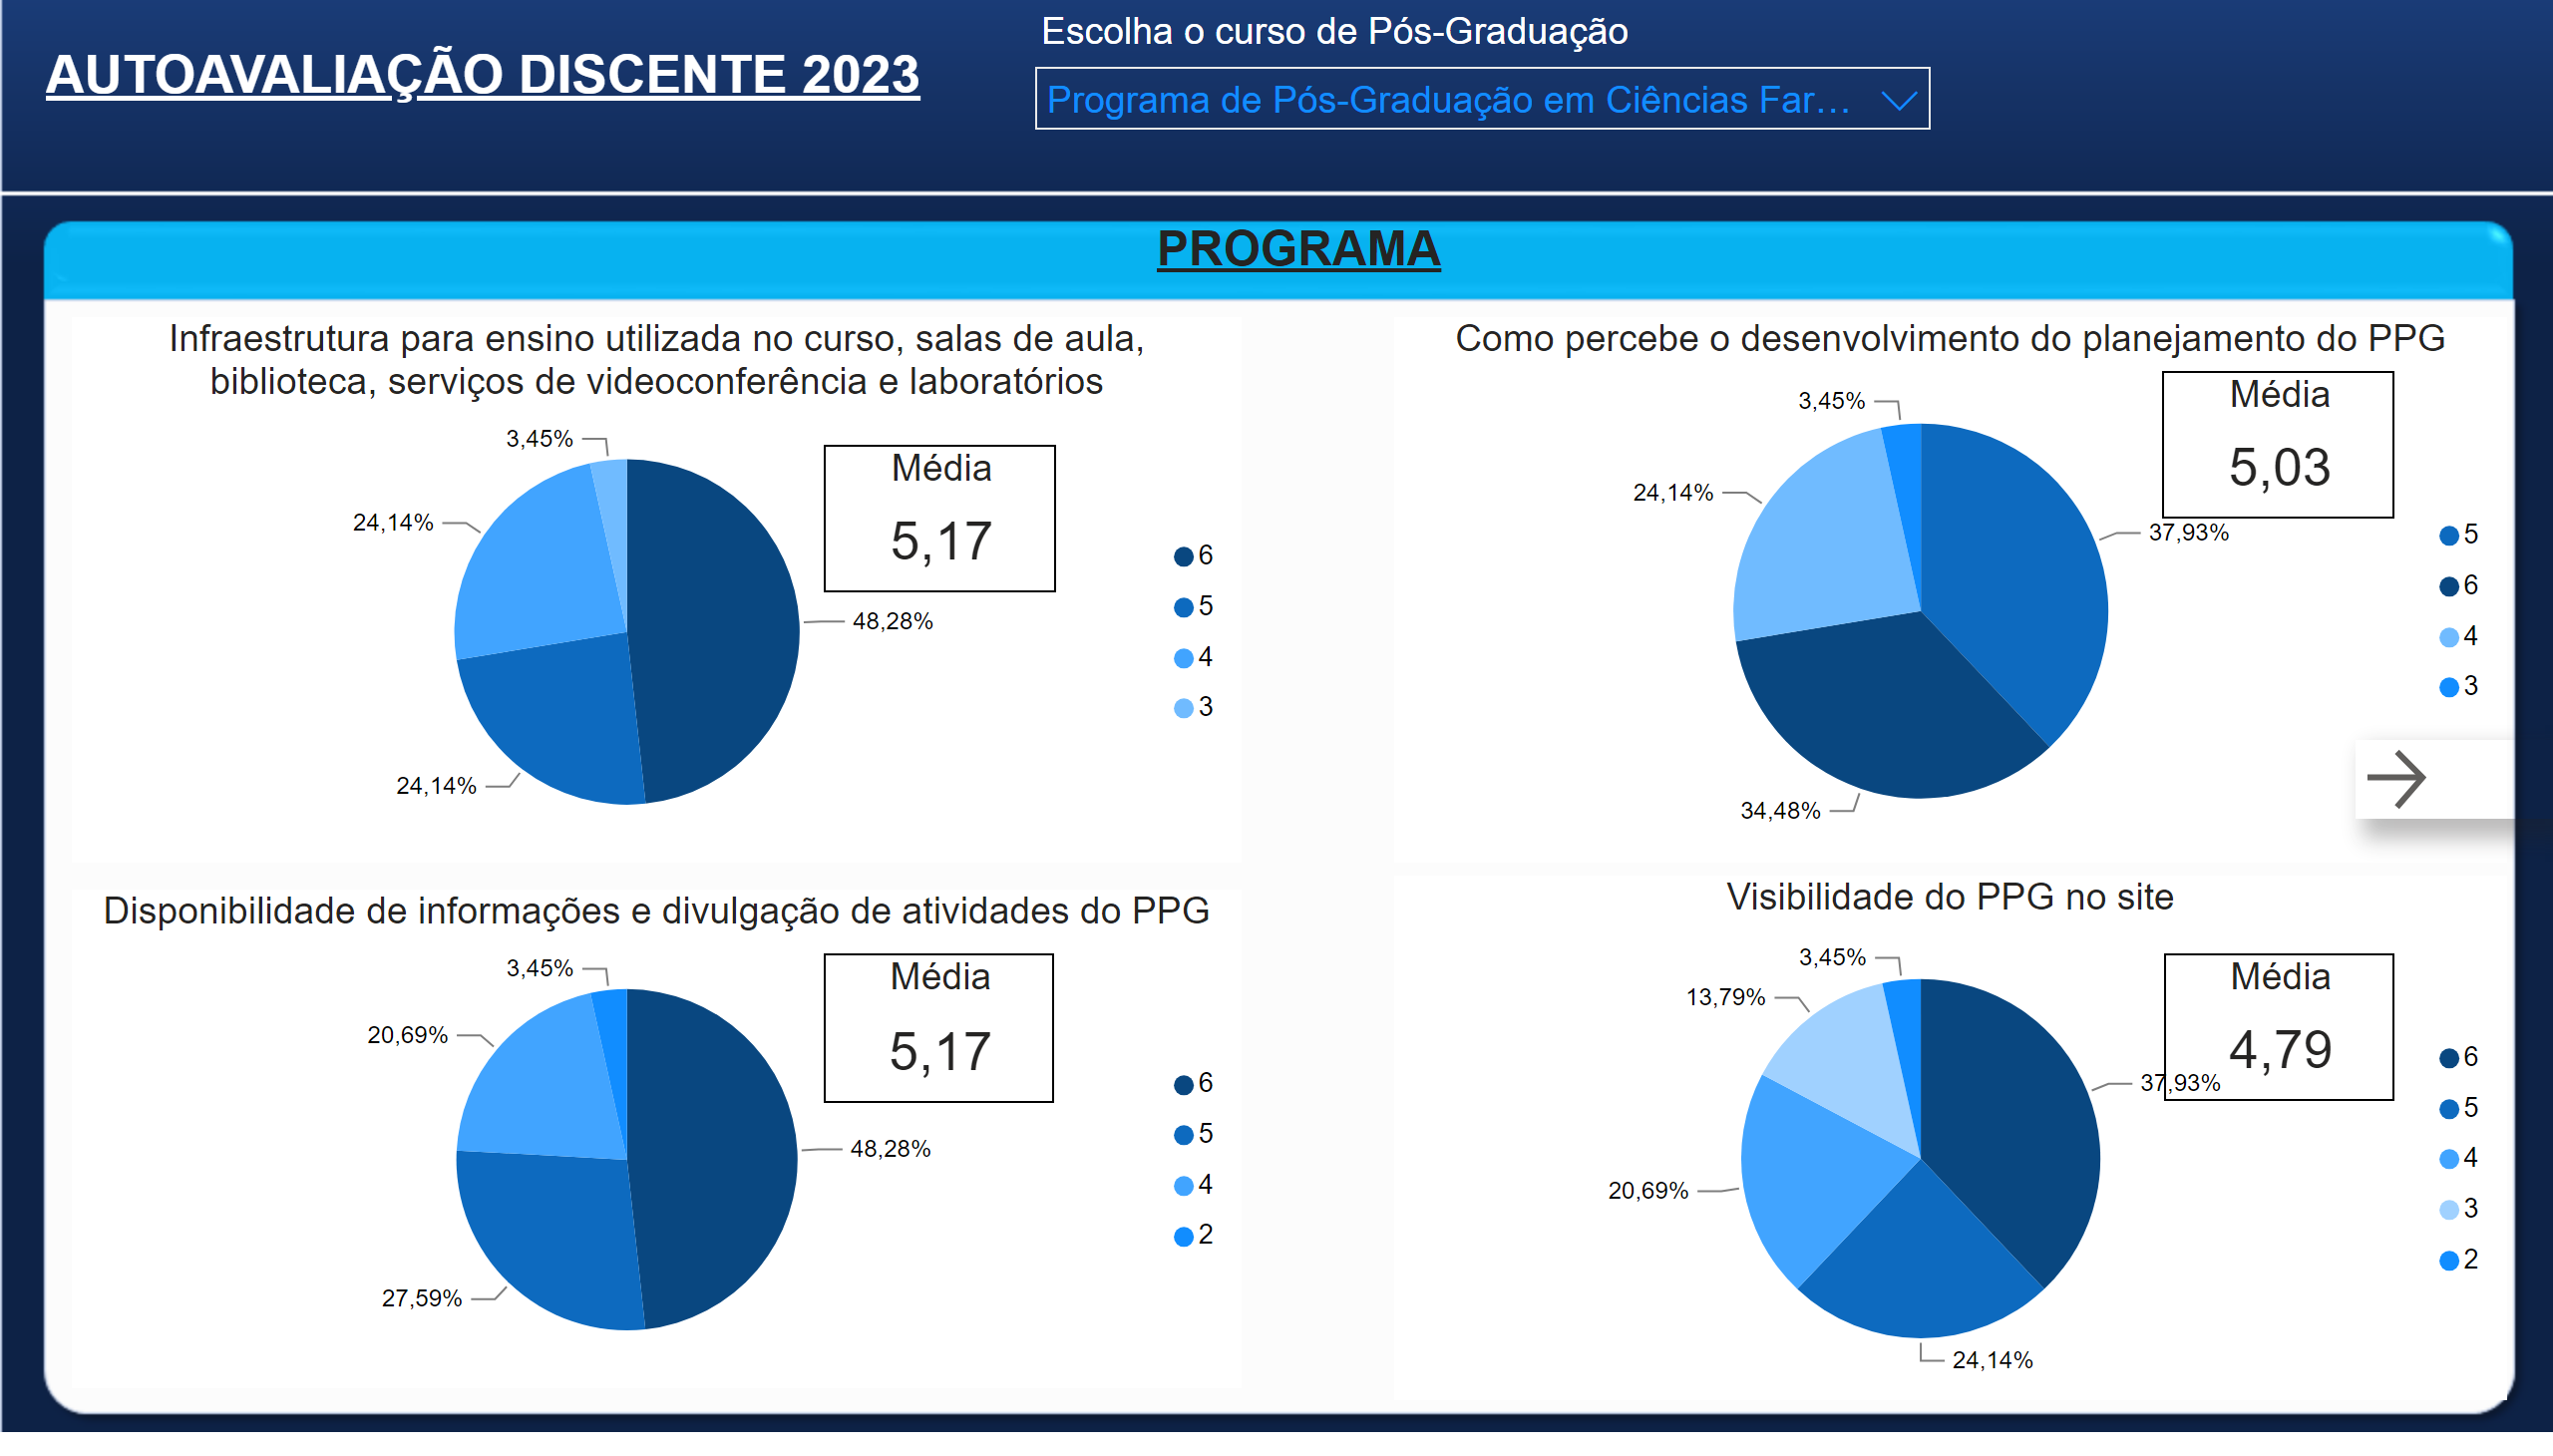 AUTOAVALIAÇÃO DISCENTE 2023
Escolha o curso de Pós-Graduação
Programa de Pós-Graduação em Ciências Far...
PROGRAMA
Infraestrutura para ensino utilizada no curso, salas de aula,
biblioteca, serviços de videoconferência e laboratórios
3,45%
24,14%
24,14%
48,28%
Média
5,17
6
5
4
3
Como percebe o desenvolvimento do planejamento do PPG
3,45%
24,14%
34,48%
37,93%
Média
5,03
5
6
4
3
Disponibilidade de informações e divulgação de atividades do PPG
3,45%
20,69%
27,59%
48,28%
Média
5,17
6
5
4
2
Visibilidade do PPG no site
3,45%
13,79%
20,69%
24,14%
37,93%
Média
4,79
6
5
4
3
2